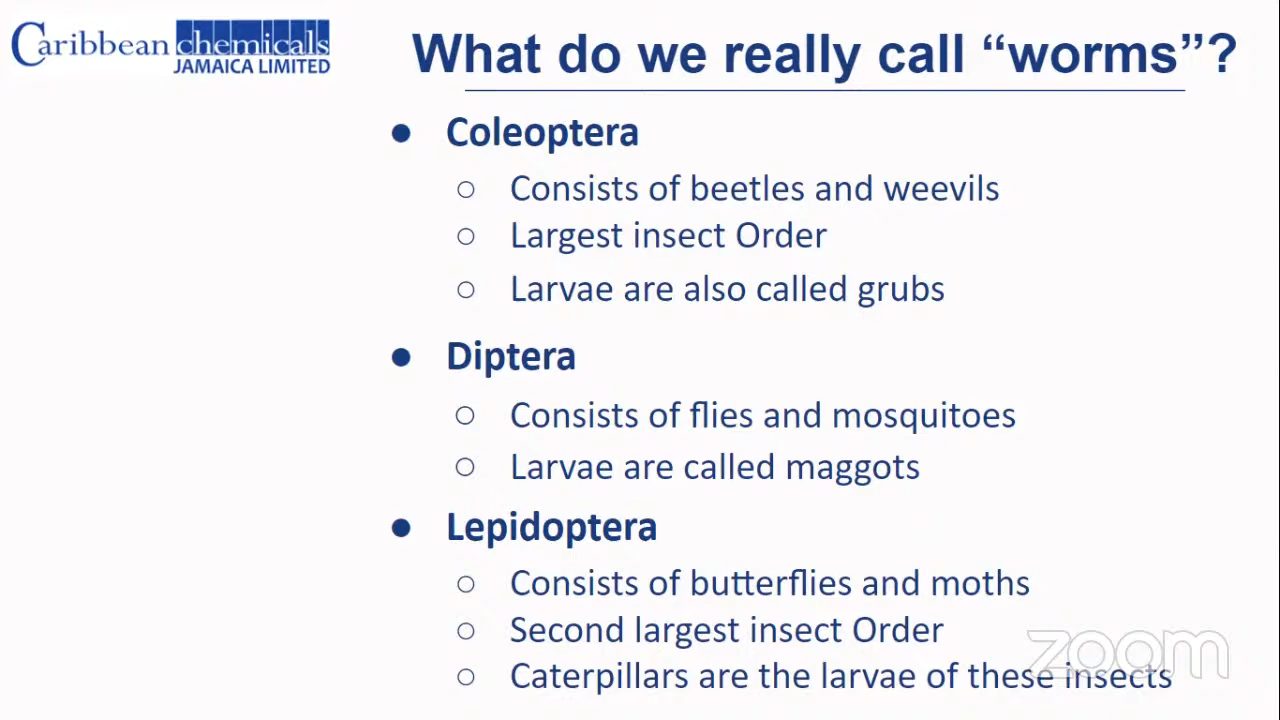 Caribbean chemicals
JAMAICA LIMITED
What do we really call “worms”?
● Coleoptera
○ Consists of beetles and weevils
○ Largest insect Order
○ Larvae are also called grubs
● Diptera
○ Consists of flies and mosquitoes
○ Larvae are called maggots
● Lepidoptera
○ Consists of butterflies and moths
○ Second largest insect Order
○ Caterpillars are the larvae of these insects
zoom